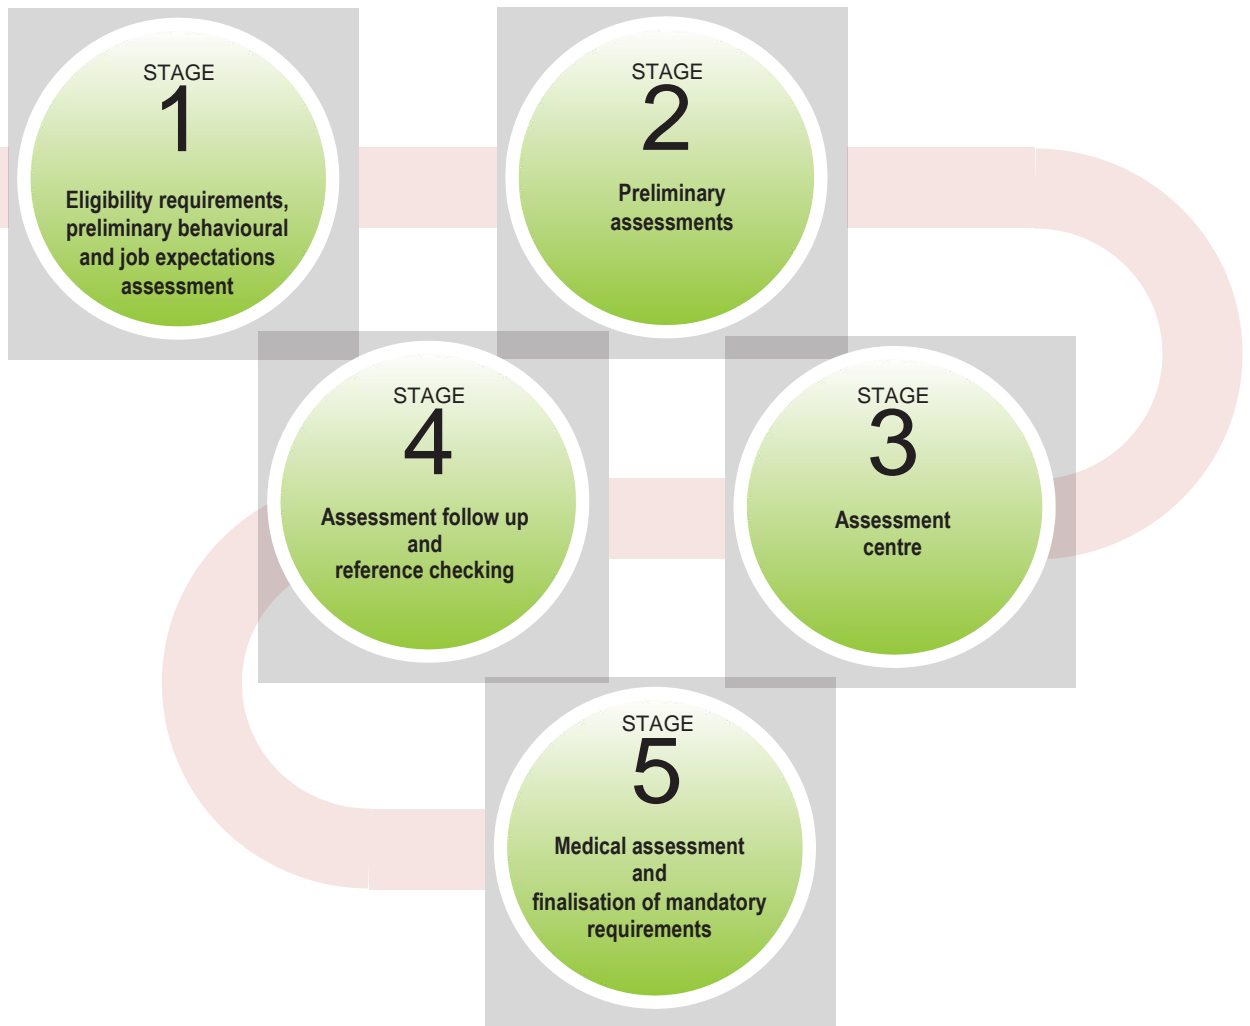 STAGE
1
Eligibility requirements,
preliminary behavioural
and job expectations
assessment
STAGE
2
Preliminary
assessments
STAGE
3
Assessment
centre
STAGE
4
Assessment follow up
and
reference checking
STAGE
5
Medical assessment
and
finalisation of mandatory
requirements